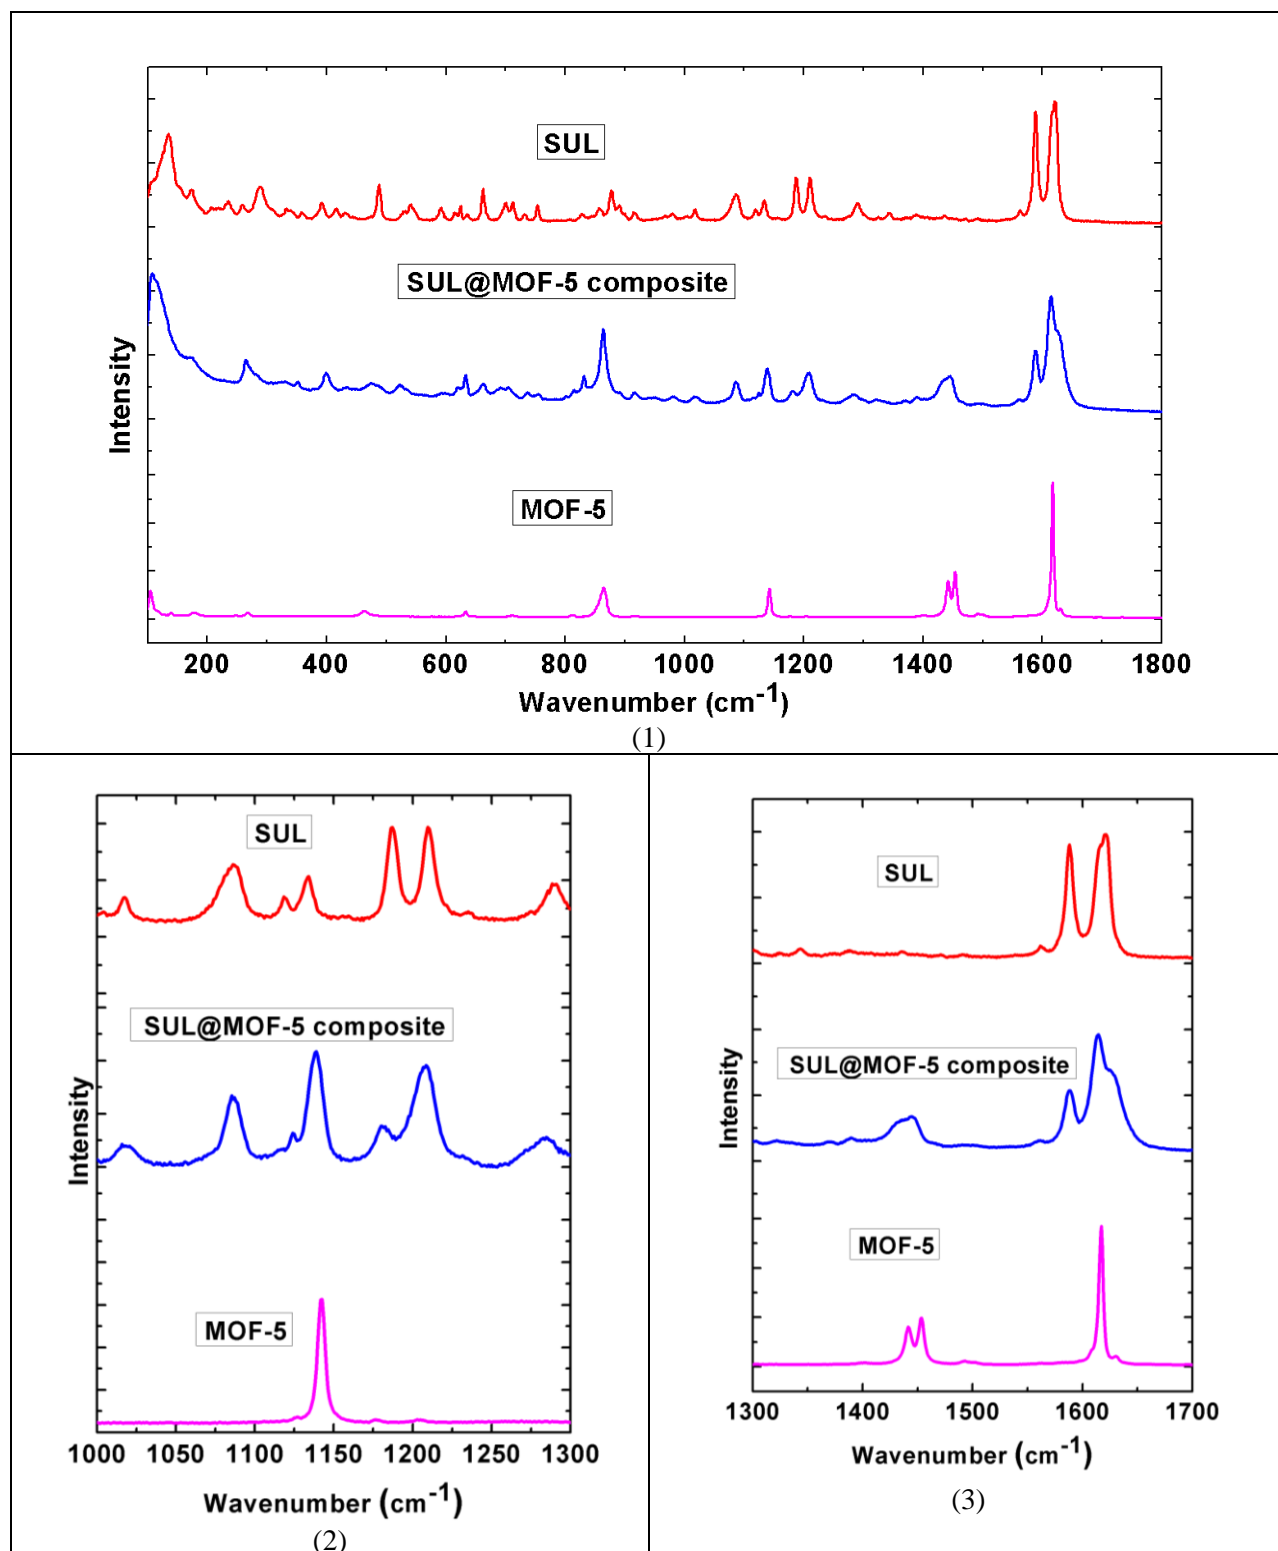 SUL
SUL@MOF-5 composite
MOF-5
Intensity
200 400 600 800 1000 1200 1400 1600 1800
Wavenumber (cm-1)
(1)
SUL
SUL@MOF-5 composite
MOF-5
Intensity
1000 1050 1100 1150 1200 1250 1300
Wavenumber (cm-1)
(2)
SUL
SUL@MOF-5 composite
MOF-5
Intensity
1300 1400 1500 1600 1700
Wavenumber (cm-1)
(3)